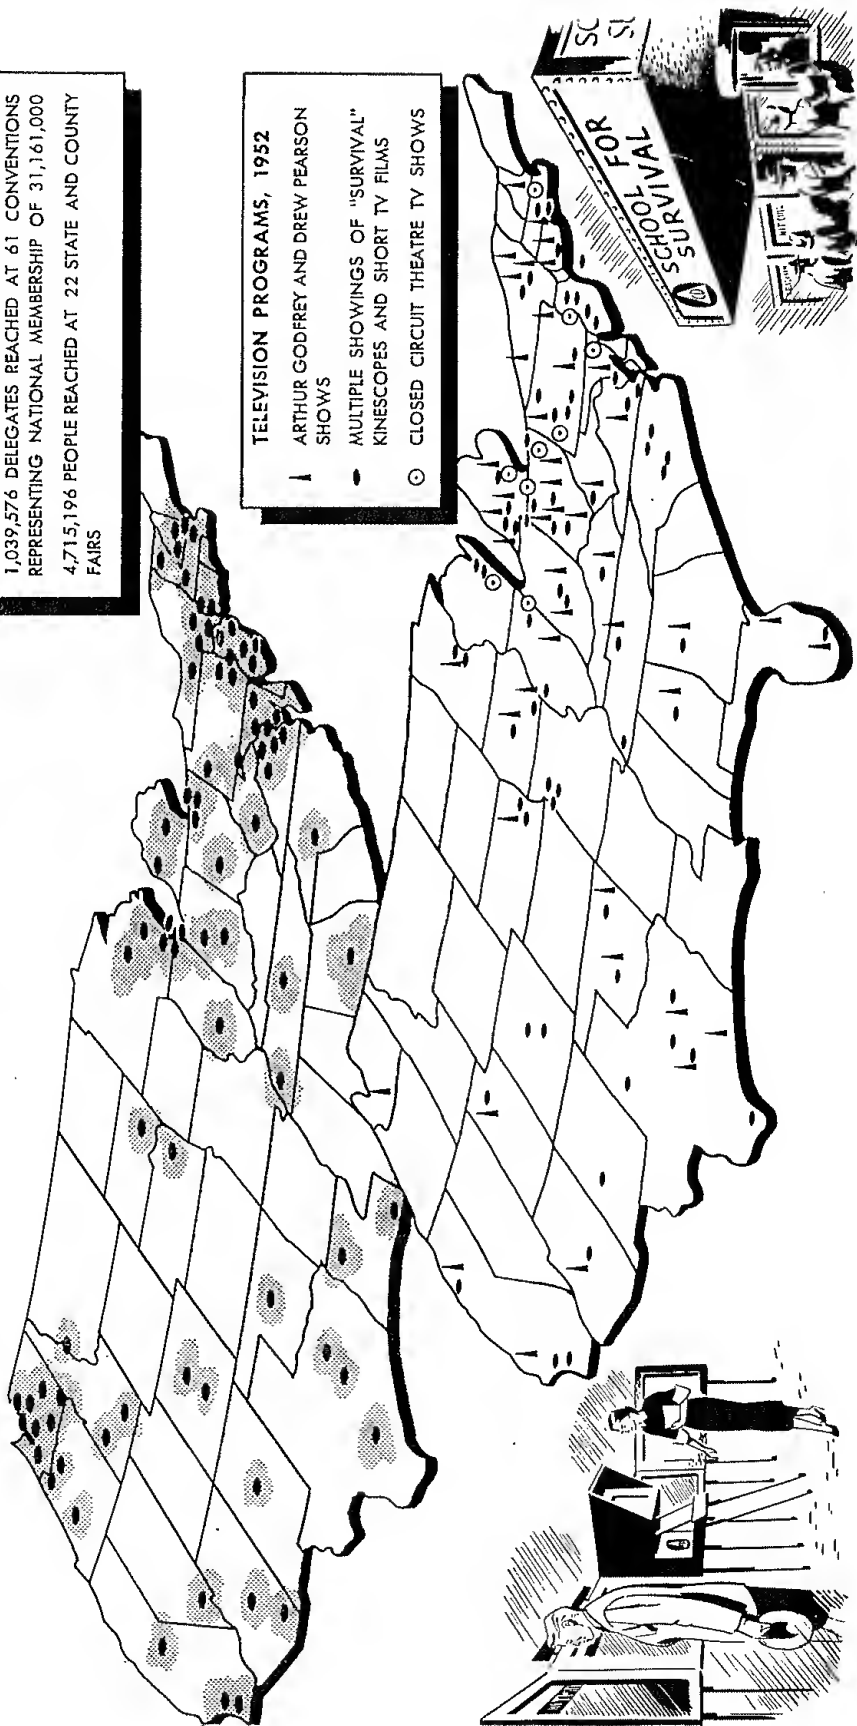 1,039,576 DELEGATES REACHED AT 61 CONVENTIONS
REPRESENTING NATIONAL MEMBERSHIP OF 31,161,000
4,715,196 PEOPLE REACHED AT 22 STATE AND COUNTY
FAIRS
TELEVISION PROGRAMS, 1952
ARTHUR GODFREY AND DREW PEARSON
SHOWS
MULTIPLE SHOWINGS OF "SURVIVAL"
KINESCOPES AND SHORT TV FILMS
CLOSED CIRCUIT THEATRE TV SHOWS
SCHOOL FOR
SURVIVAL
SC
SU